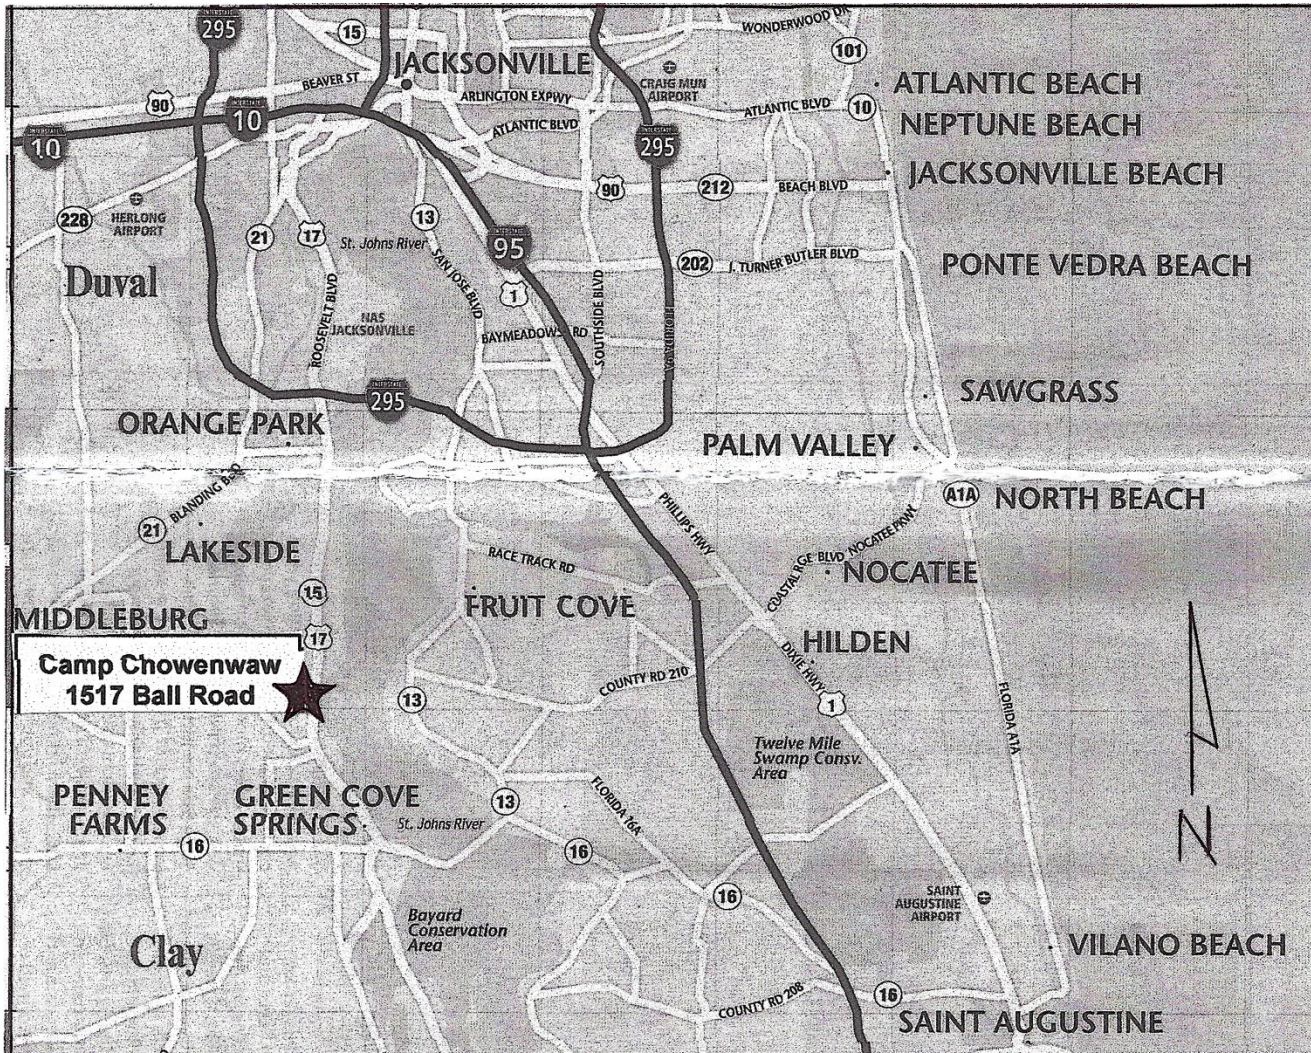 INTERSTATE
295
15
WONDERWOOD DR
101
JACKSONVILLE
BEAVER ST
CRAIG MUN
AIRPORT
ATLANTIC BEACH
90
ARLINGTON EXPWY
ATLANTIC BLVD
10
INTERSTATE
10
ATLANTIC BLVD
NEPTUNE BEACH
INTERSTATE
10
INTERSTATE
295
JACKSONVILLE BEACH
90
212
BEACH BLVD
228
HERLONG
AIRPORT
21
17
13
St. Johns River
INTERSTATE
95
SAN JOSE BLVD
202
J. TURNER BUTLER BLVD
PONTE VEDRA BEACH
Duval
1
ROOSEVELT BLVD
NAS
JACKSONVILLE
BAYMEADOWS RD
SOUTHSIDE BLVD
FLORIDA 9A
INTERSTATE
295
SAWGRASS
ORANGE PARK
PALM VALLEY
BLANDING BLVD
A1A
NORTH BEACH
21
LAKESIDE
PHILLIPS HWY
RACE TRACK RD
COASTAL RGE BLVD
NOCATEE PKWY
NOCATEE
15
FRUIT COVE
MIDDLEBURG
17
HILDEN
Camp Chowenwaw
1517 Ball Road
COUNTY RD 210
DIXIE HWY
13
1
FLORIDA A1A
Twelve Mile
Swamp Consv.
Area
PENNEY
FARMS
GREEN COVE
SPRINGS
13
FLORIDA 16A
St. Johns River
16
16
N
16
SAINT
AUGUSTINE
AIRPORT
Bayard
Conservation
Area
Clay
VILANO BEACH
COUNTY RD 208
16
SAINT AUGUSTINE